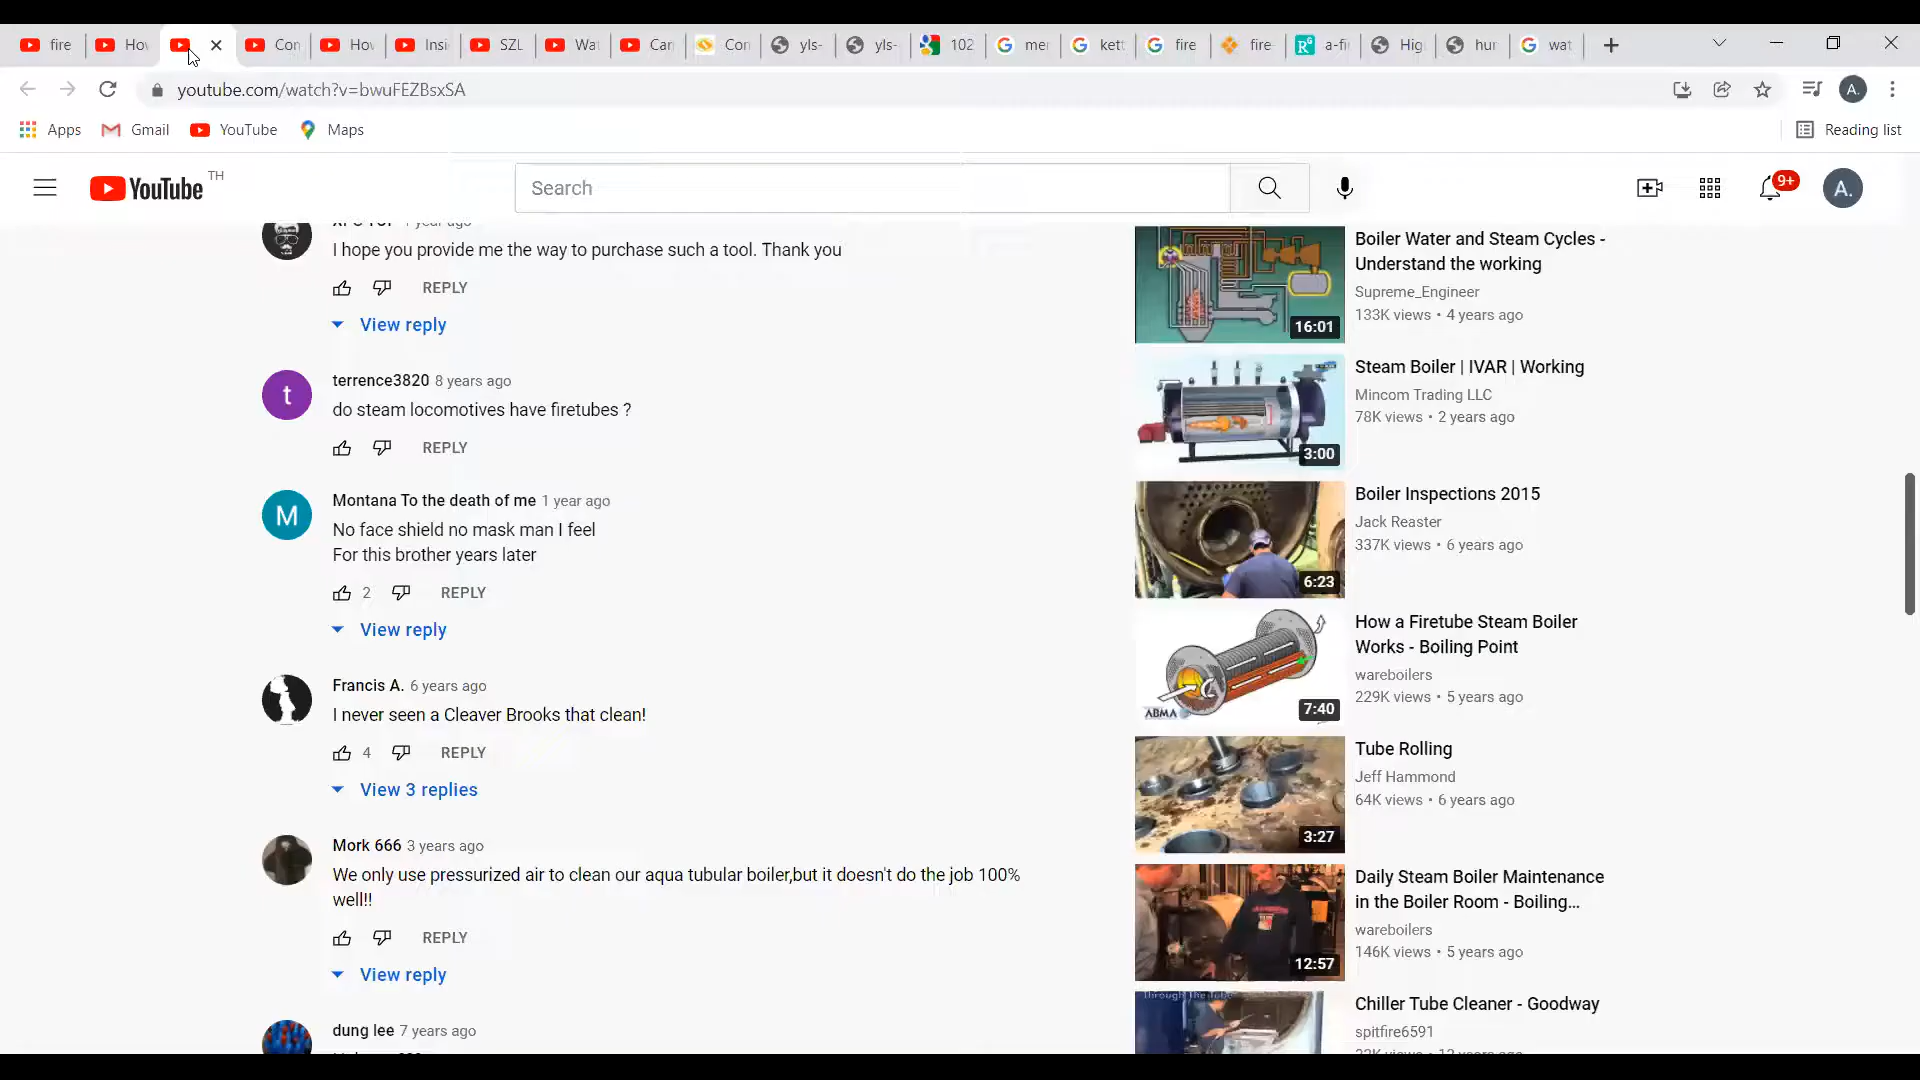 fire
Hov
Con
Hov
Insi
SZL
Wat
Car
Con
yls-
yls-
102
mer
kett
fire
fire
a-fi
Hig
hur
wat
youtube.com/watch?v=bwuFEZBsxSA
A.
Apps
Gmail
YouTube
Maps
Reading list
YouTube TH
Search
9+
A.
1 year ago
I hope you provide me the way to purchase such a tool. Thank you
REPLY
View reply
t
terrence3820 8 years ago
do steam locomotives have firetubes ?
REPLY
M
Montana To the death of me 1 year ago
No face shield no mask man I feel
For this brother years later
2 REPLY
View reply
Francis A. 6 years ago
I never seen a Cleaver Brooks that clean!
4 REPLY
View 3 replies
Mork 666 3 years ago
We only use pressurized air to clean our aqua tubular boiler,but it doesn't do the job 100%
well!!
REPLY
View reply
dung lee 7 years ago
16:01
Boiler Water and Steam Cycles -
Understand the working
Supreme_Engineer
133K views • 4 years ago
3:00
Steam Boiler | IVAR | Working
Mincom Trading LLC
78K views • 2 years ago
6:23
Boiler Inspections 2015
Jack Reaster
337K views • 6 years ago
ABMA
7:40
How a Firetube Steam Boiler
Works - Boiling Point
wareboilers
229K views • 5 years ago
3:27
Tube Rolling
Jeff Hammond
64K views • 6 years ago
12:57
Daily Steam Boiler Maintenance
in the Boiler Room - Boiling...
wareboilers
146K views • 5 years ago
Through The Tube
Chiller Tube Cleaner - Goodway
spitfire6591